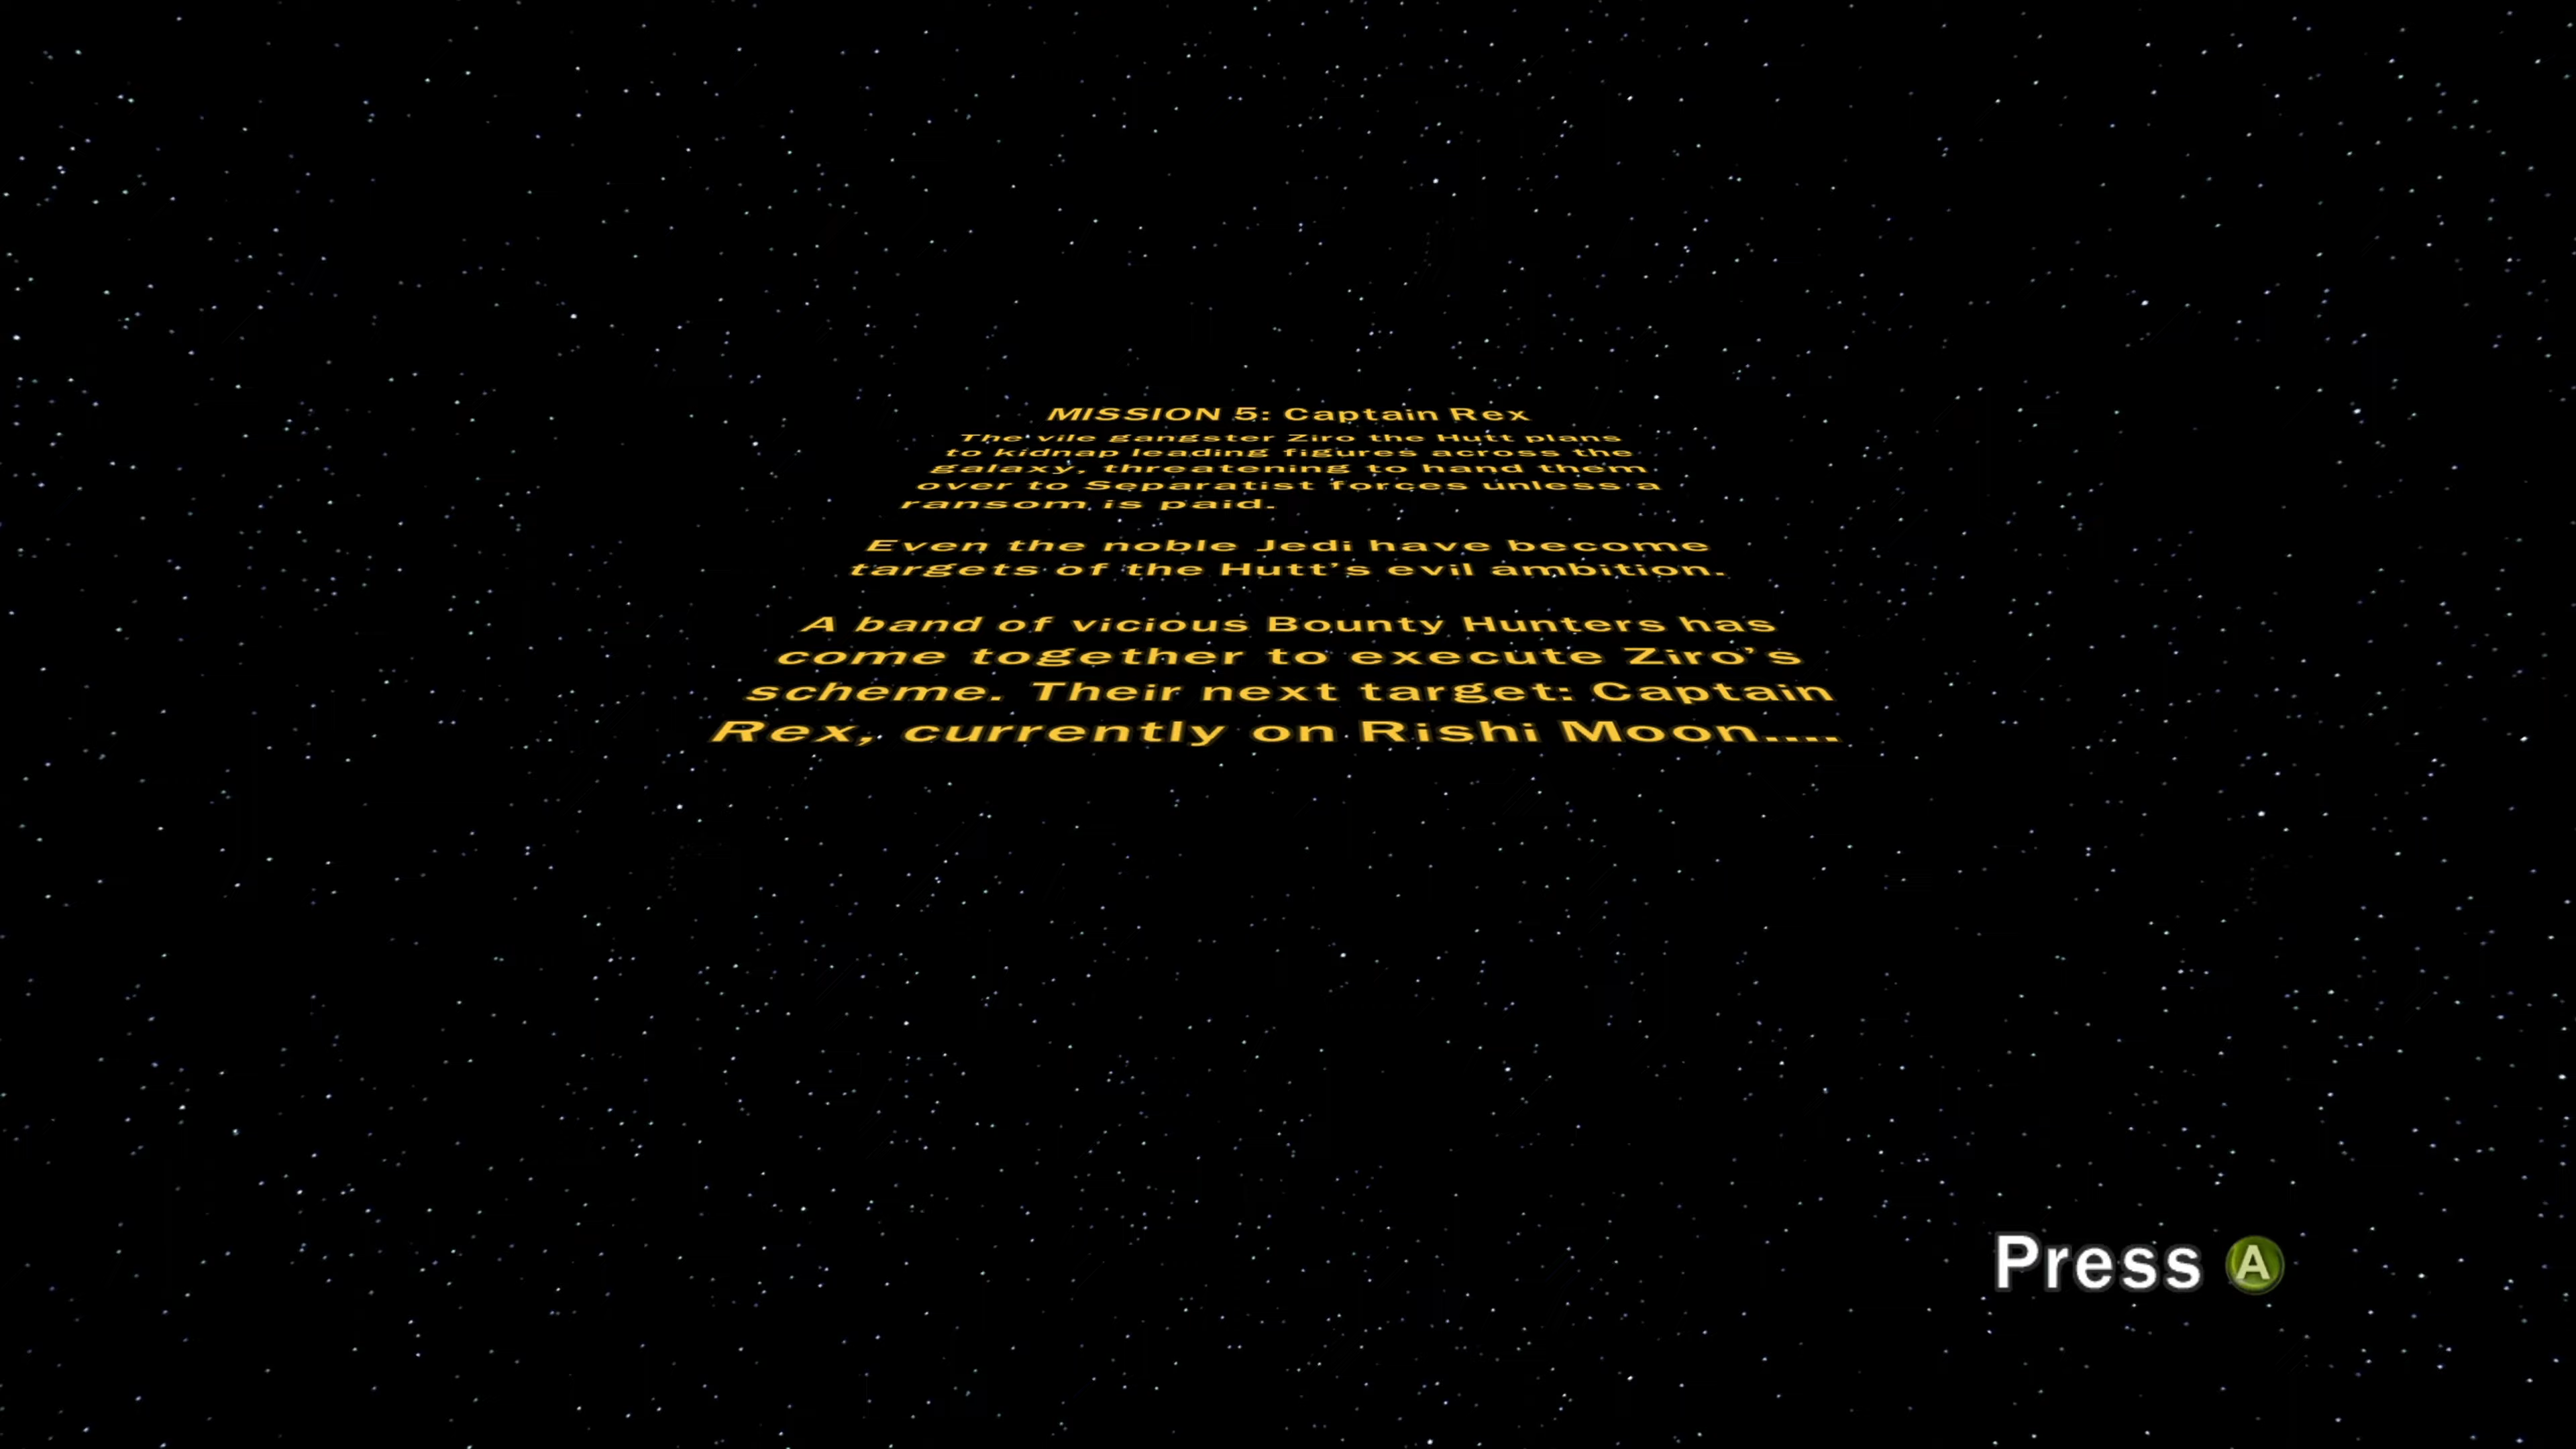 MISSION 5: Captain Rex
The vile gangster Ziro the Hutt plans
to kidnap leading figures across the
galaxy, threatening to hand them
over to Separatist forces unless a
ransom is paid.
Even the noble Jedi have become
targets of the Hutt's evil ambition.
A band of vicious Bounty Hunters has
come together to execute Ziro's
scheme. Their next target: Captain
Rex, currently on Rishi Moon....
Press A